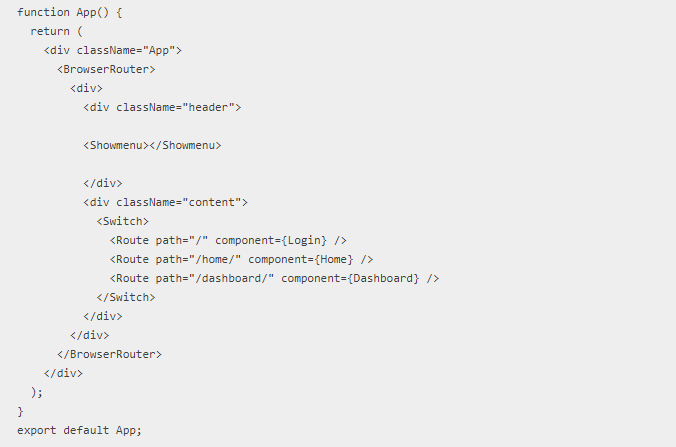 function App() {
return (
<div className="App">
<BrowserRouter>
<div>
<div className="header">
<Showmenu></Showmenu>
</div>
<div className="content">
<Switch>
<Route path="/" component={Login} />
<Route path="/home/" component={Home} />
<Route path="/dashboard/" component={Dashboard} />
</Switch>
</div>
</div>
</BrowserRouter>
</div>
);
}
export default App;